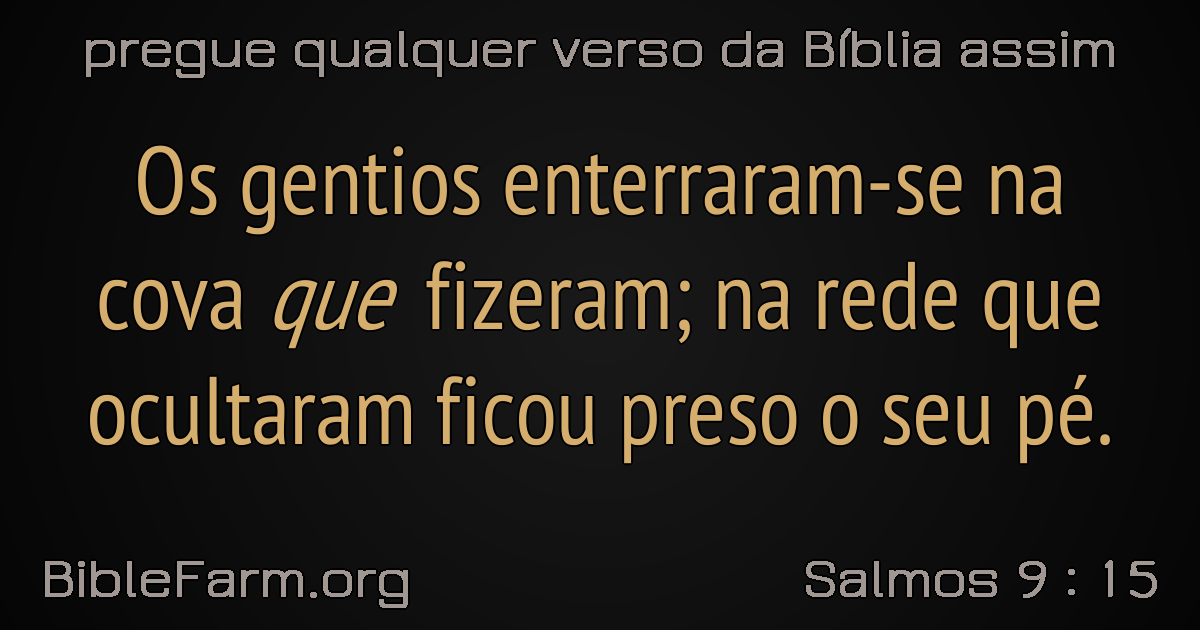 pregue qualquer verso da Bíblia assim
Os gentios enterraram-se na
cova que fizeram; na rede que
ocultaram ficou preso o seu pé.
BibleFarm.org
Salmos 9 : 15